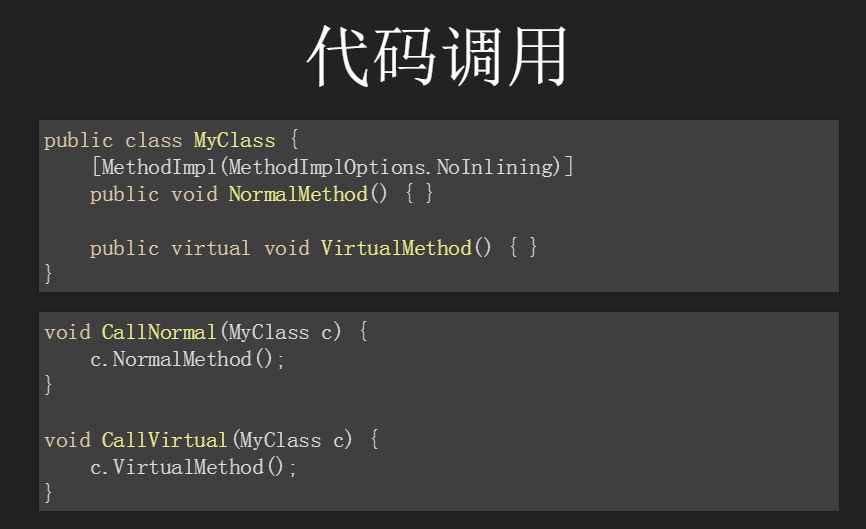 代码调用
public class MyClass {
    [MethodImpl(MethodImplOptions.NoInlining)]
    public void NormalMethod() { }

    public virtual void VirtualMethod() { }
}
void CallNormal(MyClass c) {
    c.NormalMethod();
}

void CallVirtual(MyClass c) {
    c.VirtualMethod();
}